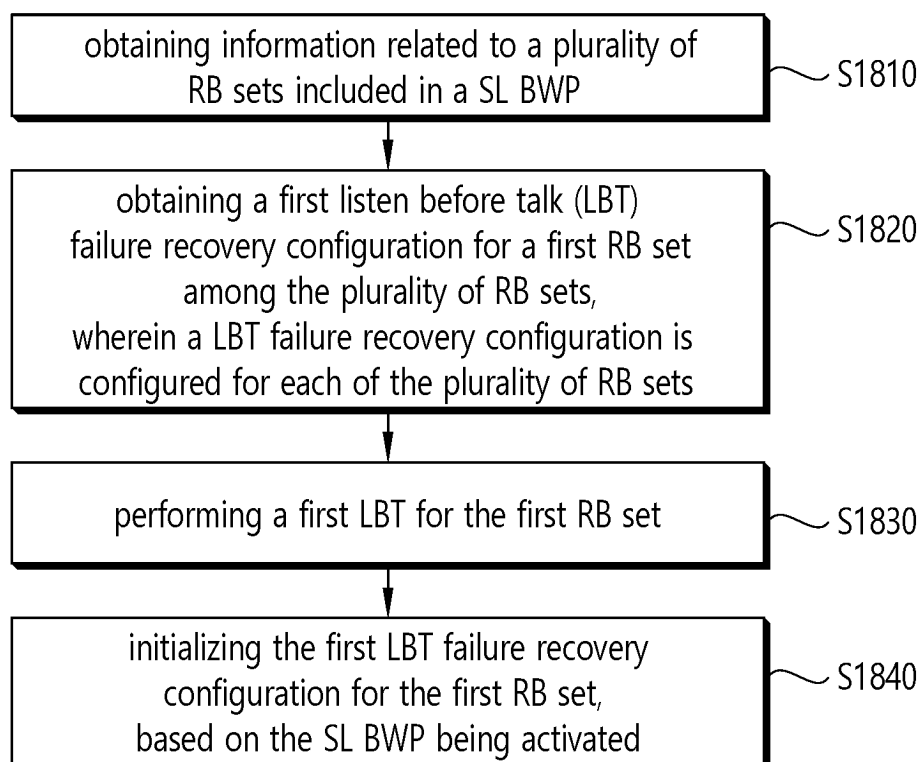 obtaining information related to a plurality of
RB sets included in a SL BWP
S1810
obtaining a first listen before talk (LBT)
failure recovery configuration for a first RB set
among the plurality of RB sets,
wherein a LBT failure recovery configuration is
configured for each of the plurality of RB sets
S1820
performing a first LBT for the first RB set
S1830
initializing the first LBT failure recovery
configuration for the first RB set,
based on the SL BWP being activated
S1840